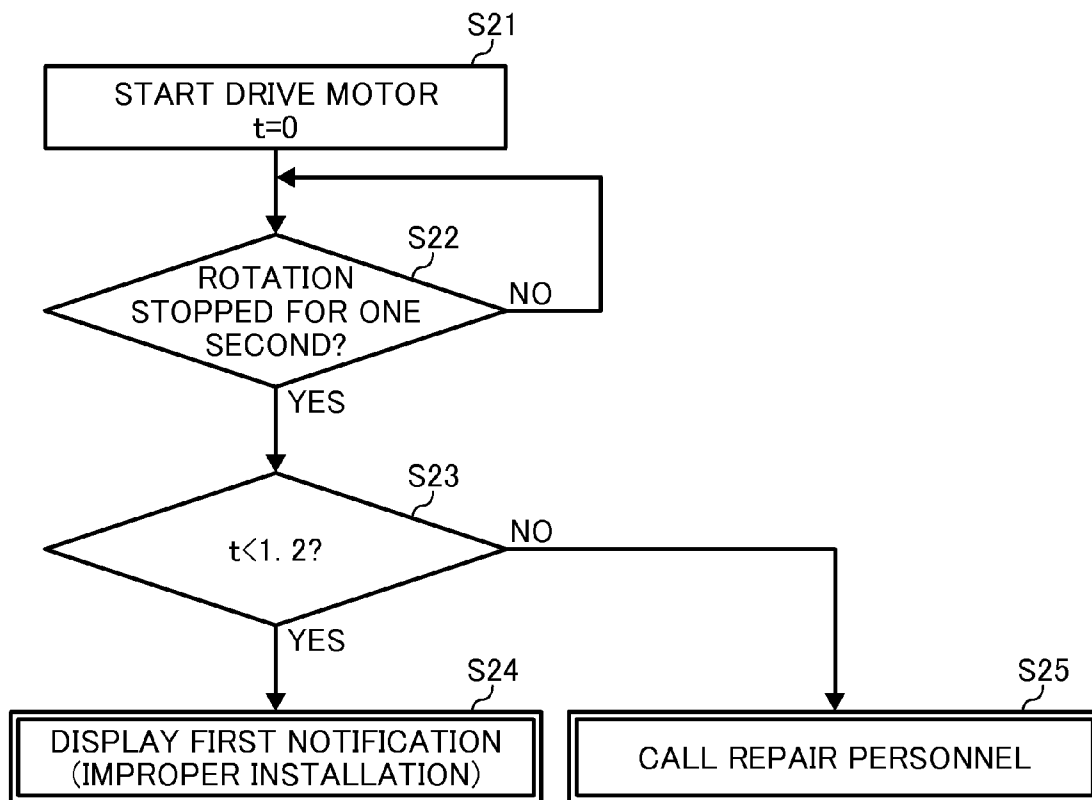 S21
START DRIVE MOTOR
t=0
S22
ROTATION
STOPPED FOR ONE
SECOND?
NO
YES
S23
t<1. 2?
NO
YES
S24
DISPLAY FIRST NOTIFICATION
(IMPROPER INSTALLATION)
S25
CALL REPAIR PERSONNEL